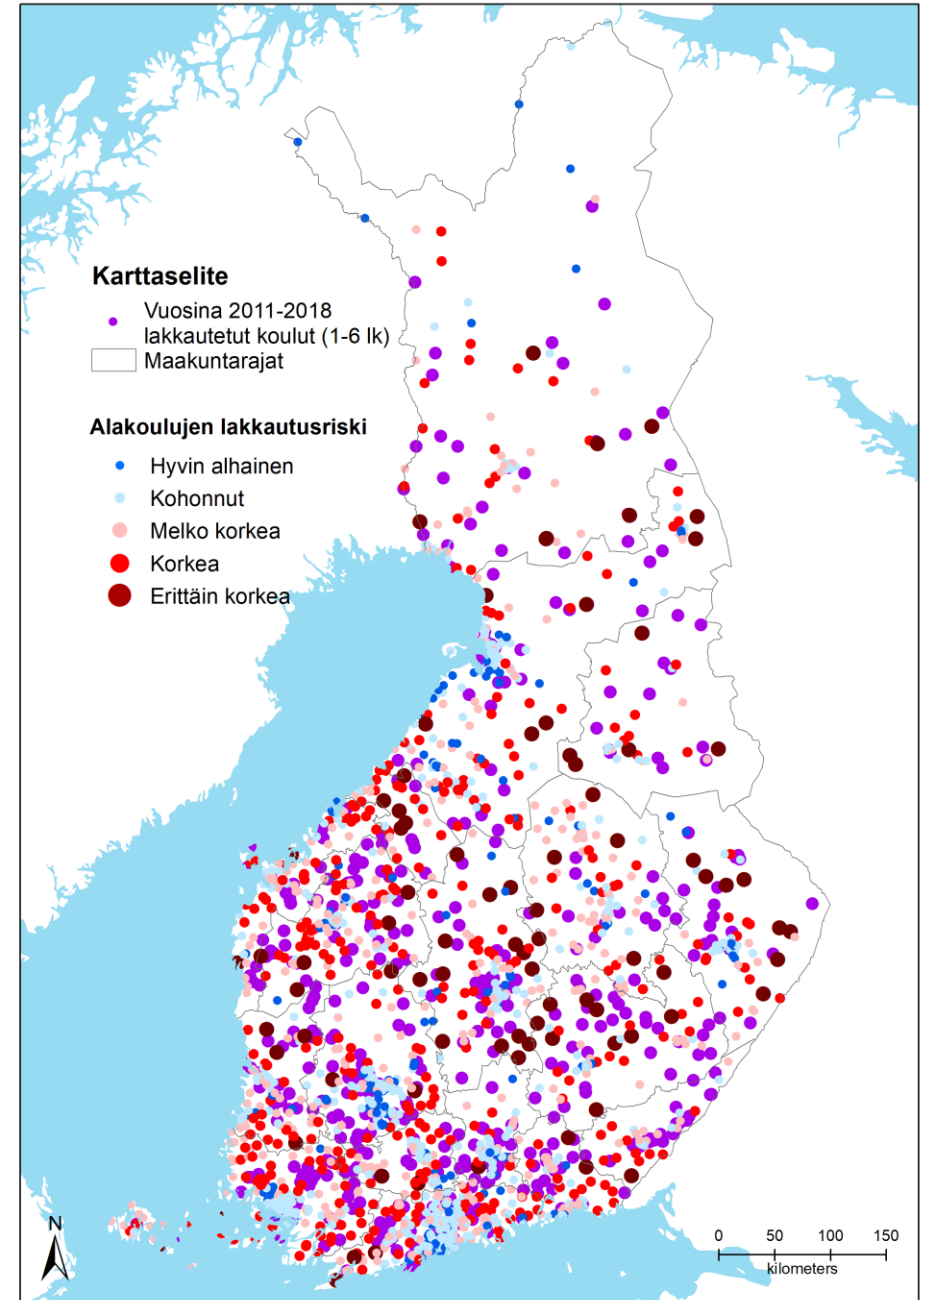 Karttaselite
Vuosina 2011-2018
lakkautetut koulut (1-6 lk)
Maakuntarajat
Alakoulujen lakkautusriski
Hyvin alhainen
Kohonnut
Melko korkea
Korkea
Erittäin korkea
N
0 50 100 150
kilometers